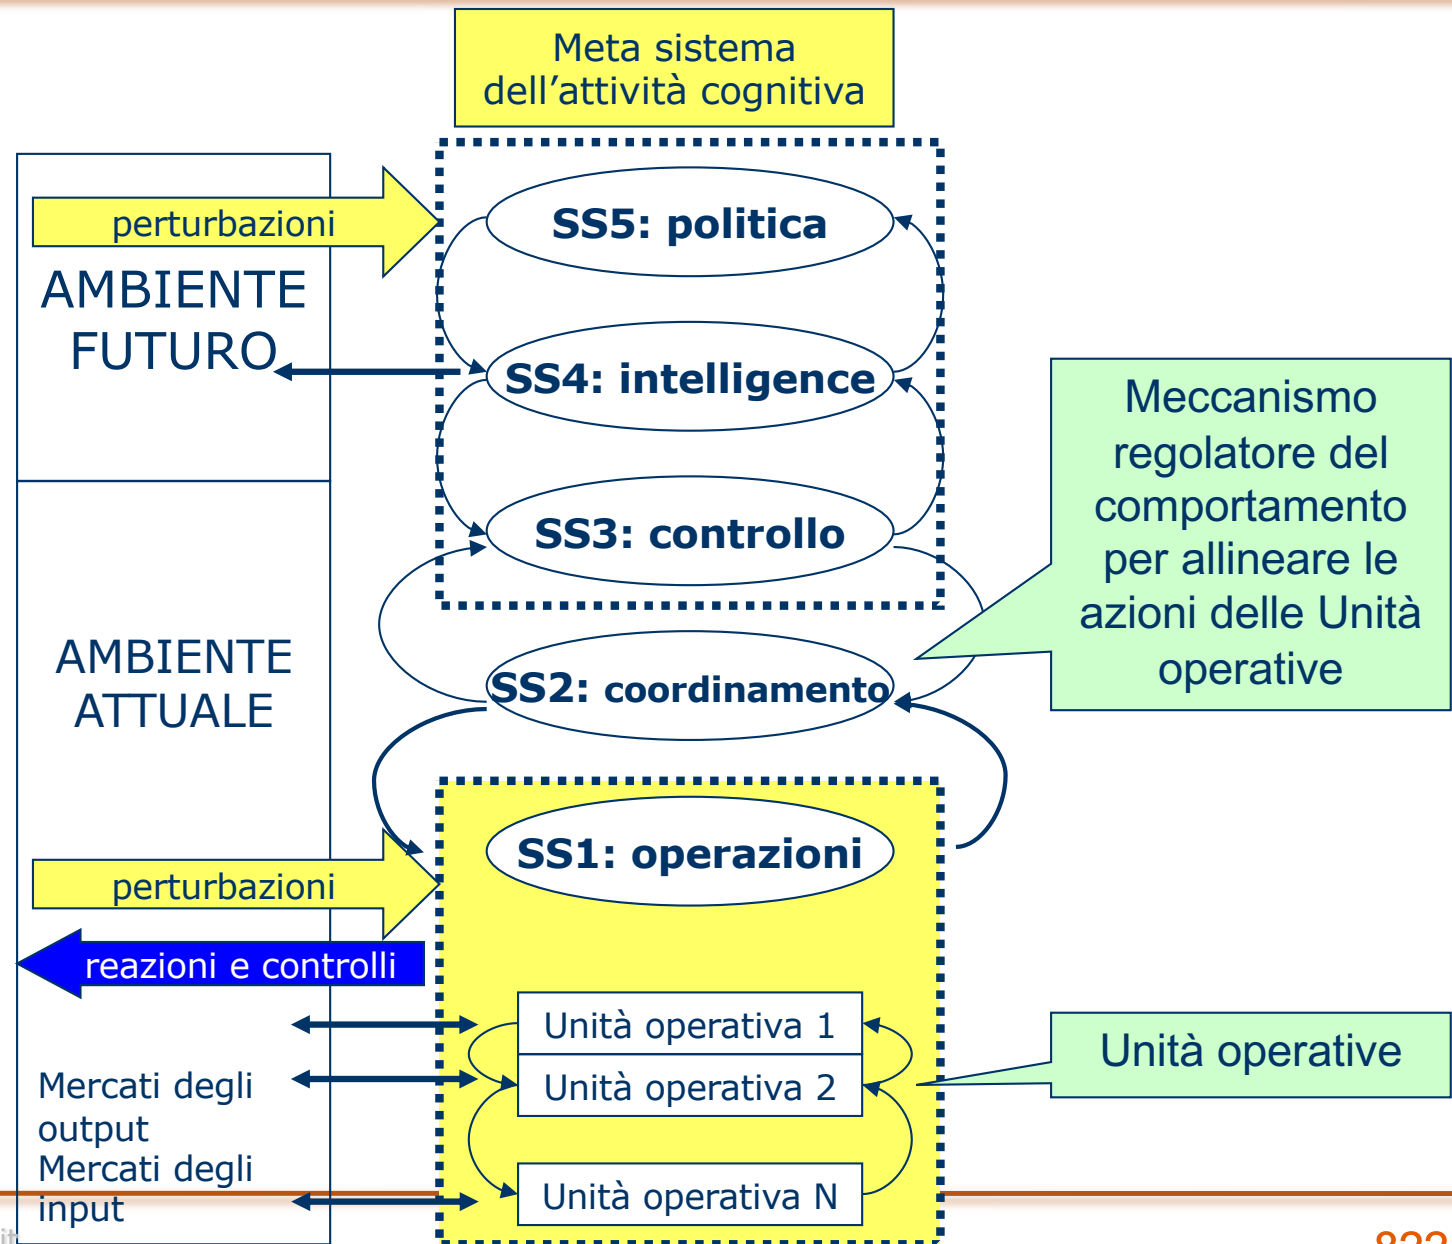 Meta sistema
dell’attività cognitiva
perturbazioni
AMBIENTE
FUTURO
SS5: politica
SS4: intelligence
SS3: controllo
Meccanismo
regolatore del
comportamento
per allineare le
azioni delle Unità
operative
AMBIENTE
ATTUALE
SS2: coordinamento
SS1: operazioni
perturbazioni
reazioni e controlli
Unità operativa 1
Unità operativa 2
Unità operativa N
Unità operative
Mercati degli
output
Mercati degli
input